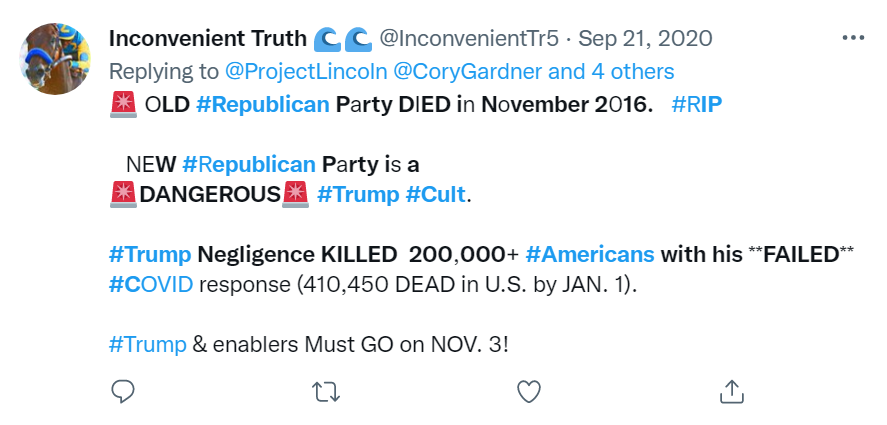 Inconvenient Truth 🌊🌊 @InconvenientTr5 · Sep 21, 2020
Replying to @ProjectLincoln @CoryGardner and 4 others
🚨 OLD #Republican Party DIED in November 2016. #RIP
NEW #Republican Party is a
🚨DANGEROUS🚨 #Trump #Cult.
#Trump Negligence KILLED 200,000+ #Americans with his **FAILED**
#COVID response (410,450 DEAD in U.S. by JAN. 1).
#Trump & enablers Must GO on NOV. 3!